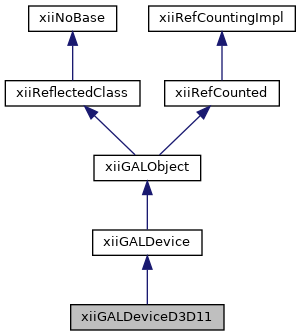 xiiNoBase
xiiRefCountingImpl
xiiReflectedClass
xiiRefCounted
xiiGALObject
xiiGALDevice
xiiGALDeviceD3D11